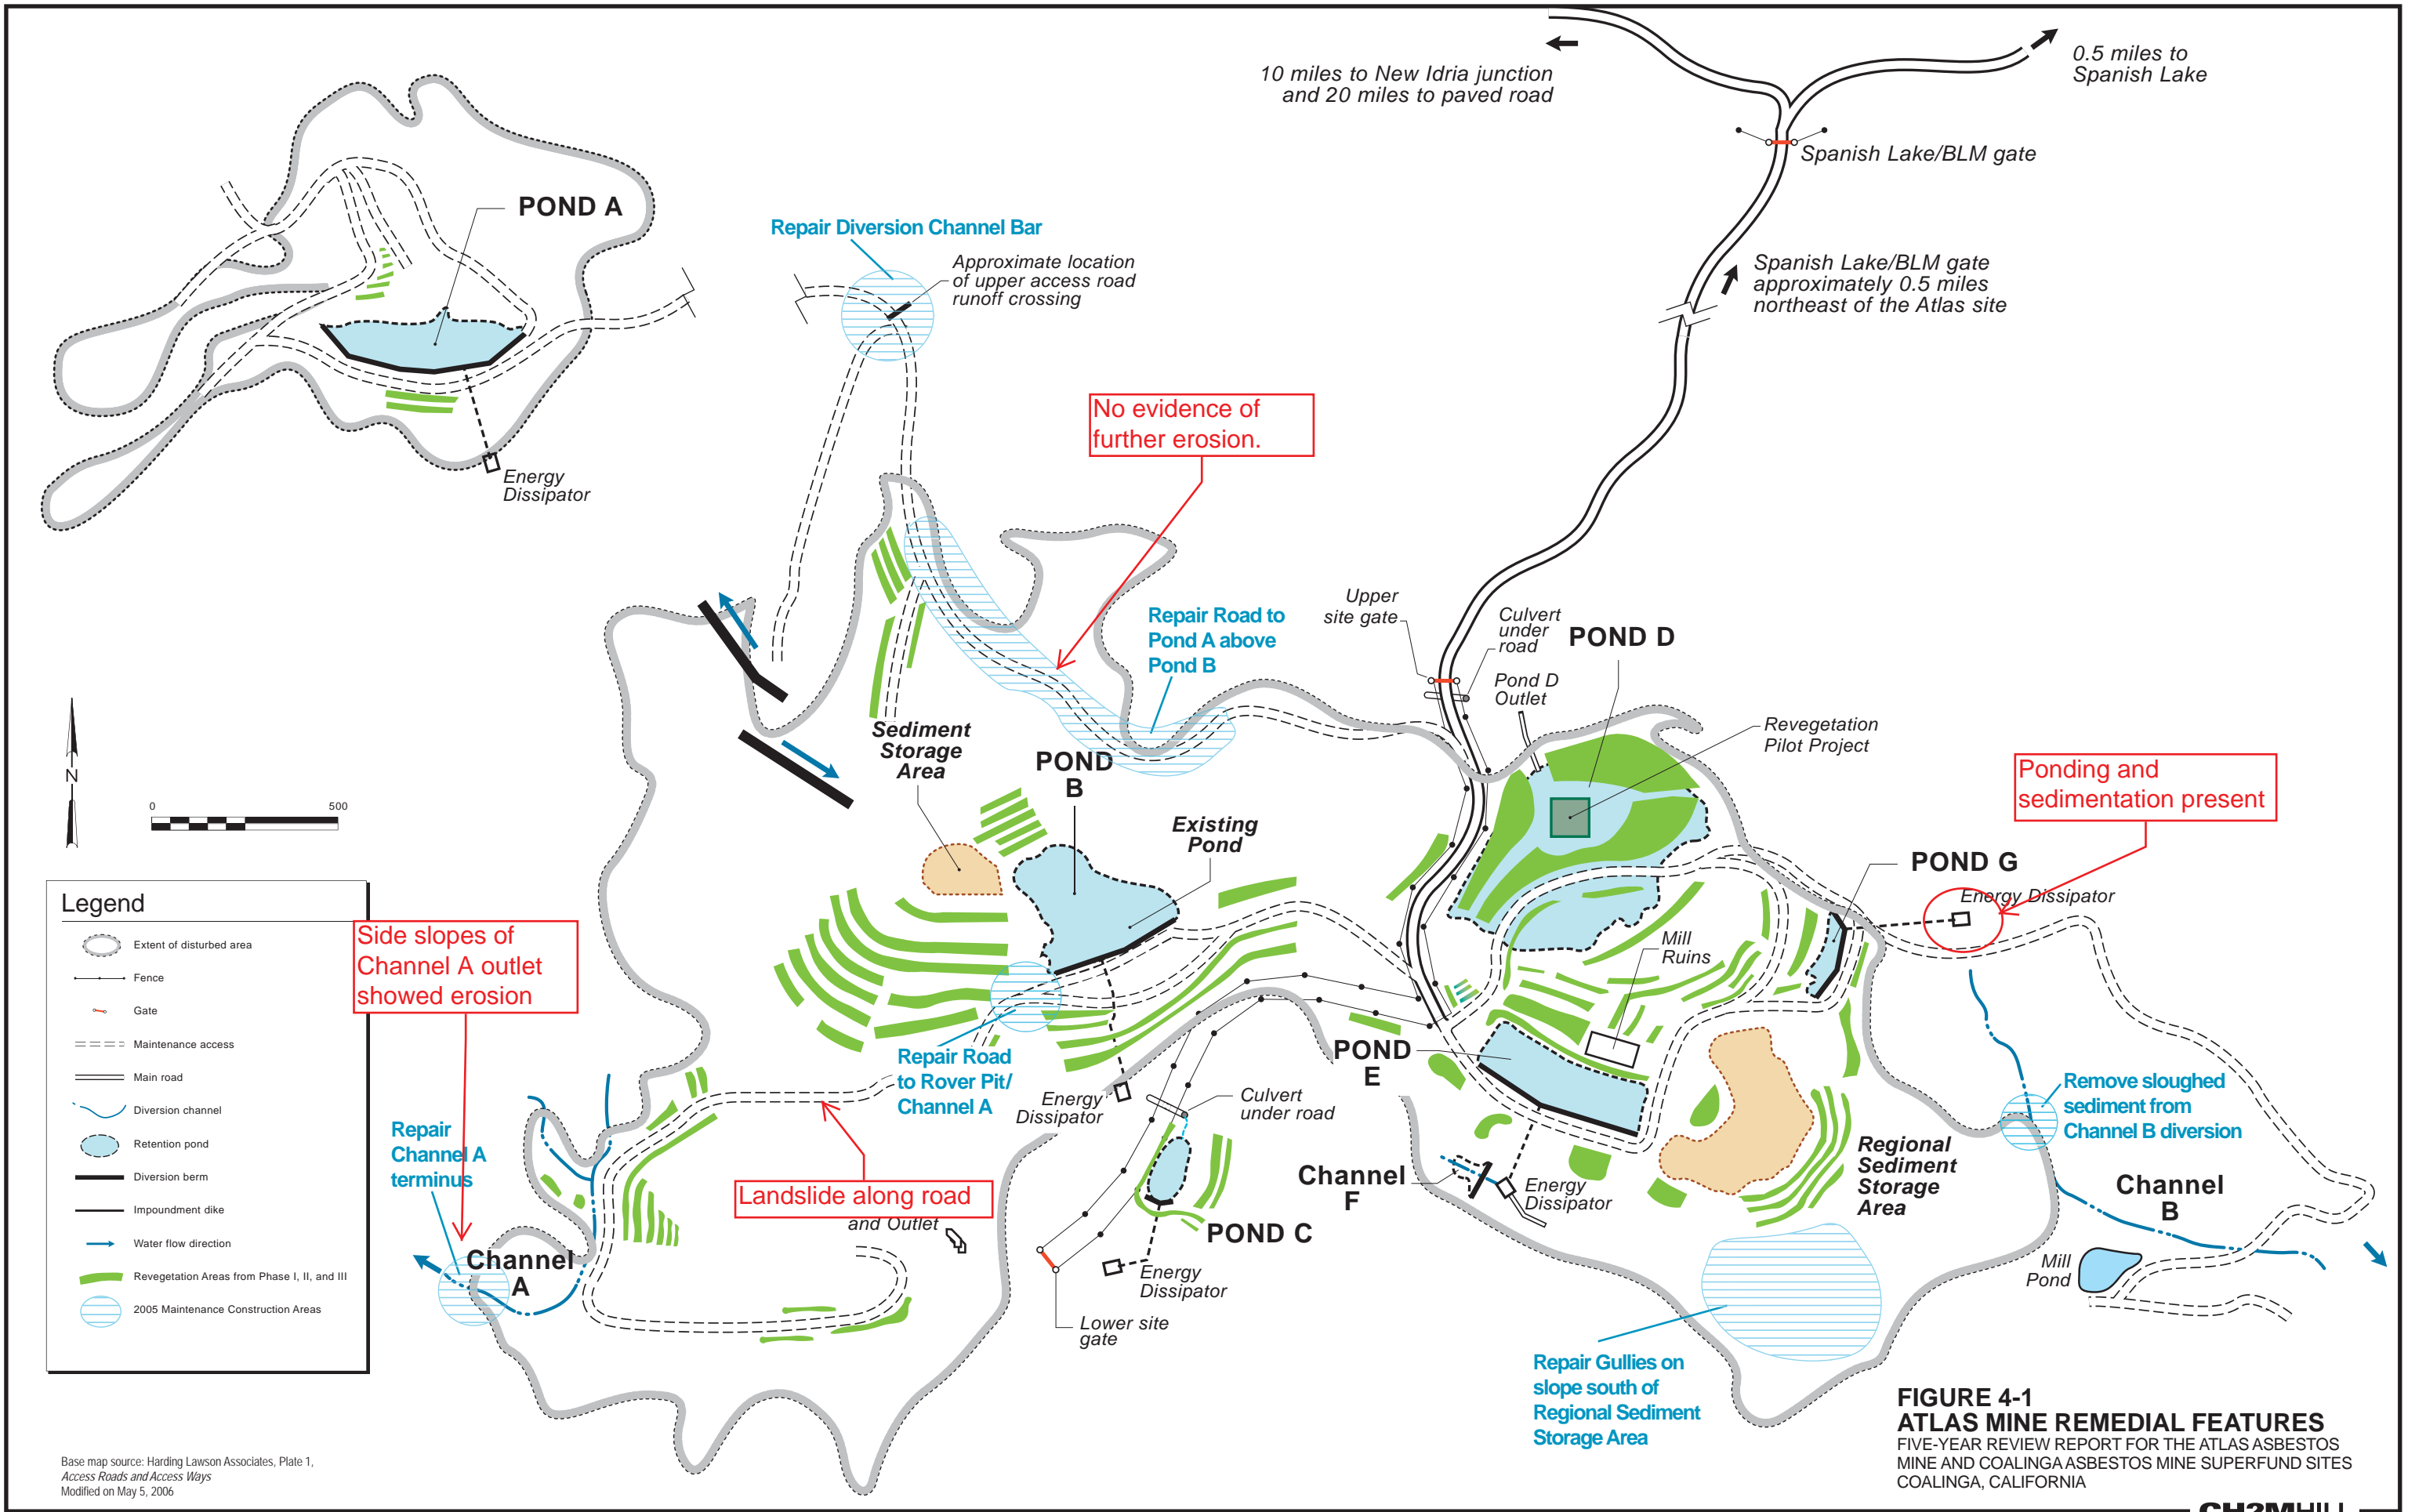 10 miles to New Idria junction
and 20 miles to paved road
0.5 miles to
Spanish Lake
Spanish Lake/BLM gate
Spanish Lake/BLM gate
approximately 0.5 miles
northeast of the Atlas site
POND A
Energy
Dissipator
Repair Diversion Channel Bar
Approximate location
of upper access road
runoff crossing
No evidence of
further erosion.
Repair Road to
Pond A above
Pond B
Upper
site gate
Culvert
under
road
POND D
Pond D
Outlet
Revegetation
Pilot Project
Ponding and
sedimentation present
Sediment
Storage
Area
POND
B
Existing
Pond
POND G
Energy Dissipator
Mill
Ruins
N
0
500
Legend
Extent of disturbed area
Fence
Gate
Maintenance access
Main road
Diversion channel
Retention pond
Diversion berm
Impoundment dike
Water flow direction
Revegetation Areas from Phase I, II, and III
2005 Maintenance Construction Areas
Side slopes of
Channel A outlet
showed erosion
Repair
Channel A
terminus
Channel
A
Landslide along road
and Outlet
Repair Road
to Rover Pit/
Channel A
Energy
Dissipator
Culvert
under road
POND C
Energy
Dissipator
Lower site
gate
POND
E
Channel
F
Energy
Dissipator
Regional
Sediment
Storage
Area
Remove sloughed
sediment from
Channel B diversion
Channel
B
Mill
Pond
Repair Gullies on
slope south of
Regional Sediment
Storage Area
FIGURE 4-1
ATLAS MINE REMEDIAL FEATURES
FIVE-YEAR REVIEW REPORT FOR THE ATLAS ASBESTOS
MINE AND COALINGA ASBESTOS MINE SUPERFUND SITES
COALINGA, CALIFORNIA
CH2MHILL
Base map source: Harding Lawson Associates, Plate 1,
Access Roads and Access Ways
Modified on May 5, 2006